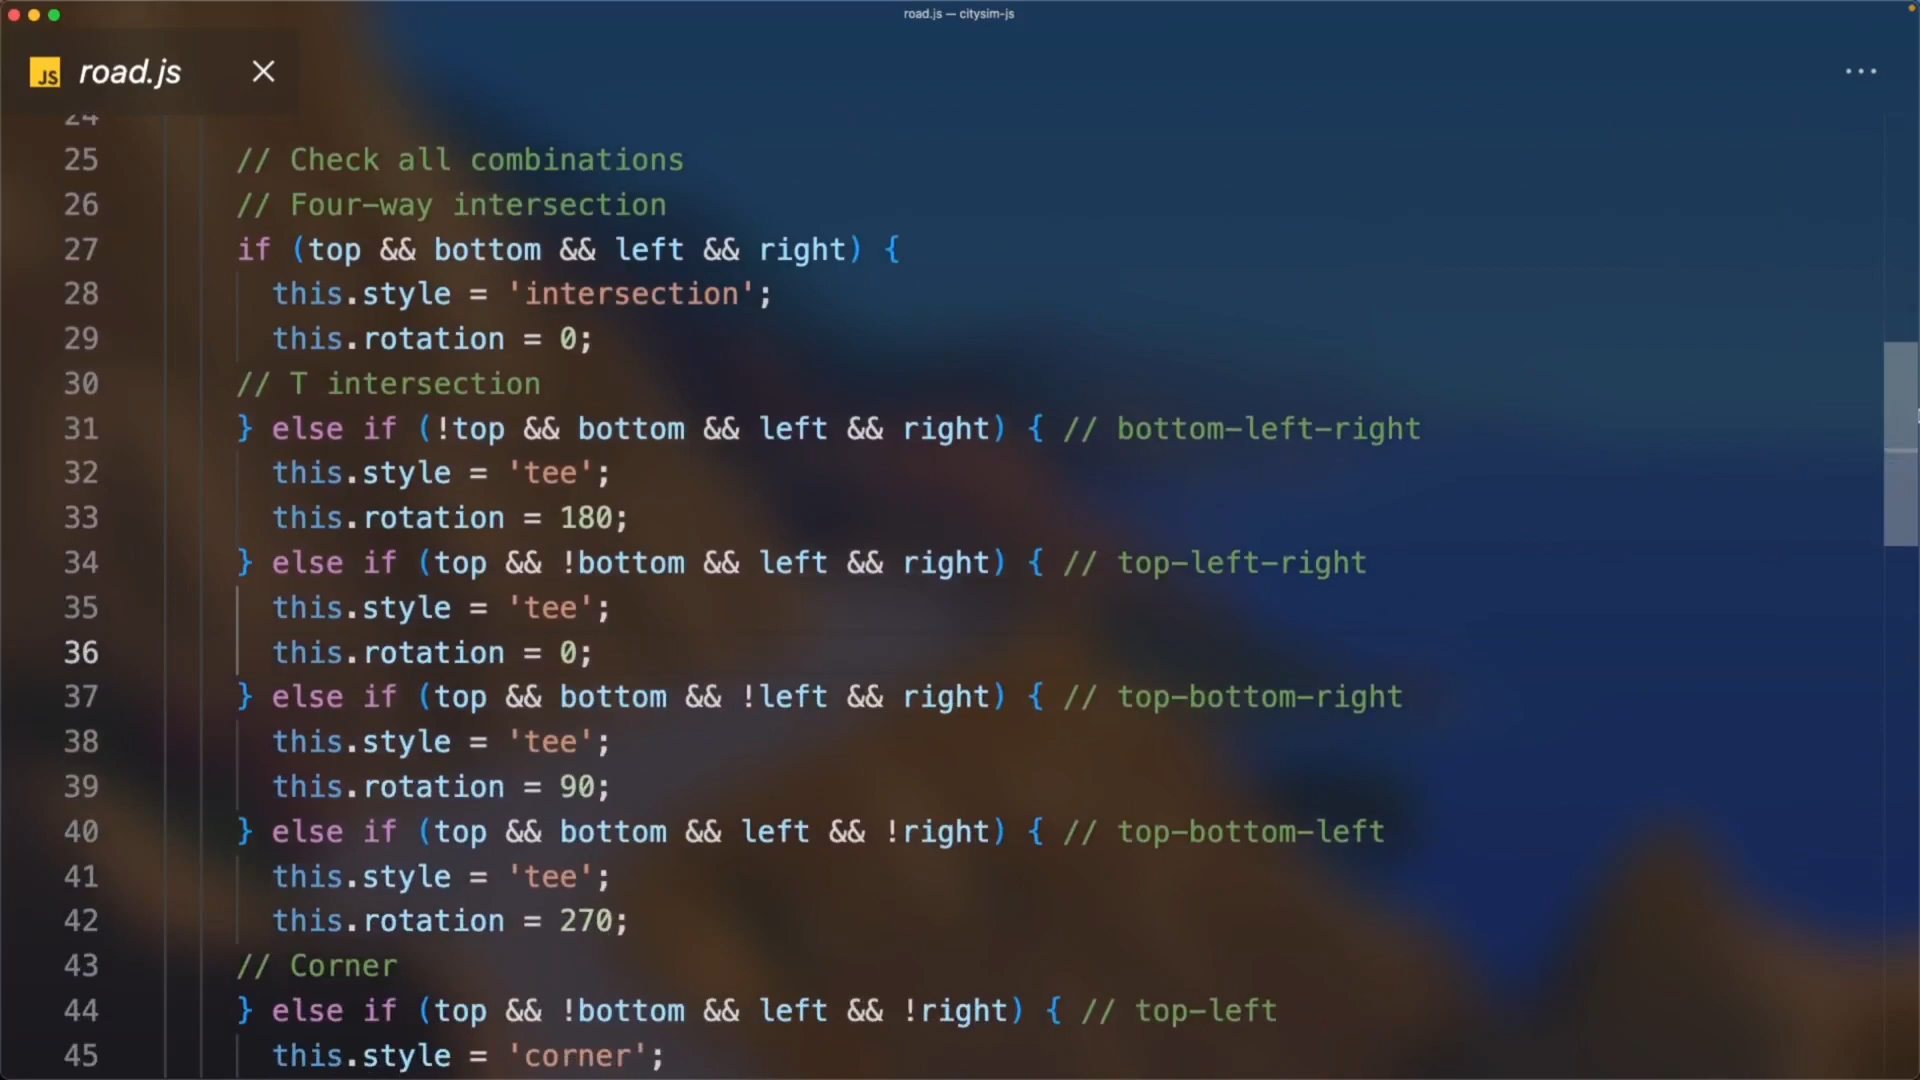 road.js — citysim-js
JS road.js
24
25 // Check all combinations
26 // Four-way intersection
27 if (top && bottom && left && right) {
28 this.style = 'intersection';
29 this.rotation = 0;
30 // T intersection
31 } else if (!top && bottom && left && right) { // bottom-left-right
32 this.style = 'tee';
33 this.rotation = 180;
34 } else if (top && !bottom && left && right) { // top-left-right
35 this.style = 'tee';
36 this.rotation = 0;
37 } else if (top && bottom && !left && right) { // top-bottom-right
38 this.style = 'tee';
39 this.rotation = 90;
40 } else if (top && bottom && left && !right) { // top-bottom-left
41 this.style = 'tee';
42 this.rotation = 270;
43 // Corner
44 } else if (top && !bottom && left && !right) { // top-left
45 this.style = 'corner';